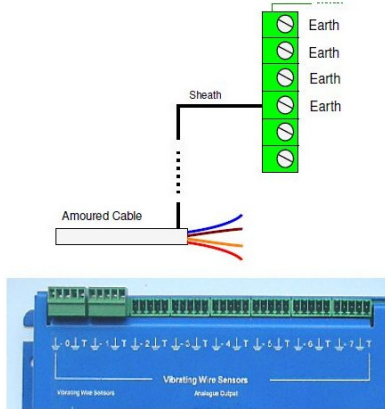 Earth
Earth
Earth
Sheath
Earth
Amoured Cable
0 T 1 T 2 T 3 T 4 T 5 T 6 T 7 T
Vibrating Wire Sensors
Vibrating Wire Sensors
Analogue Output